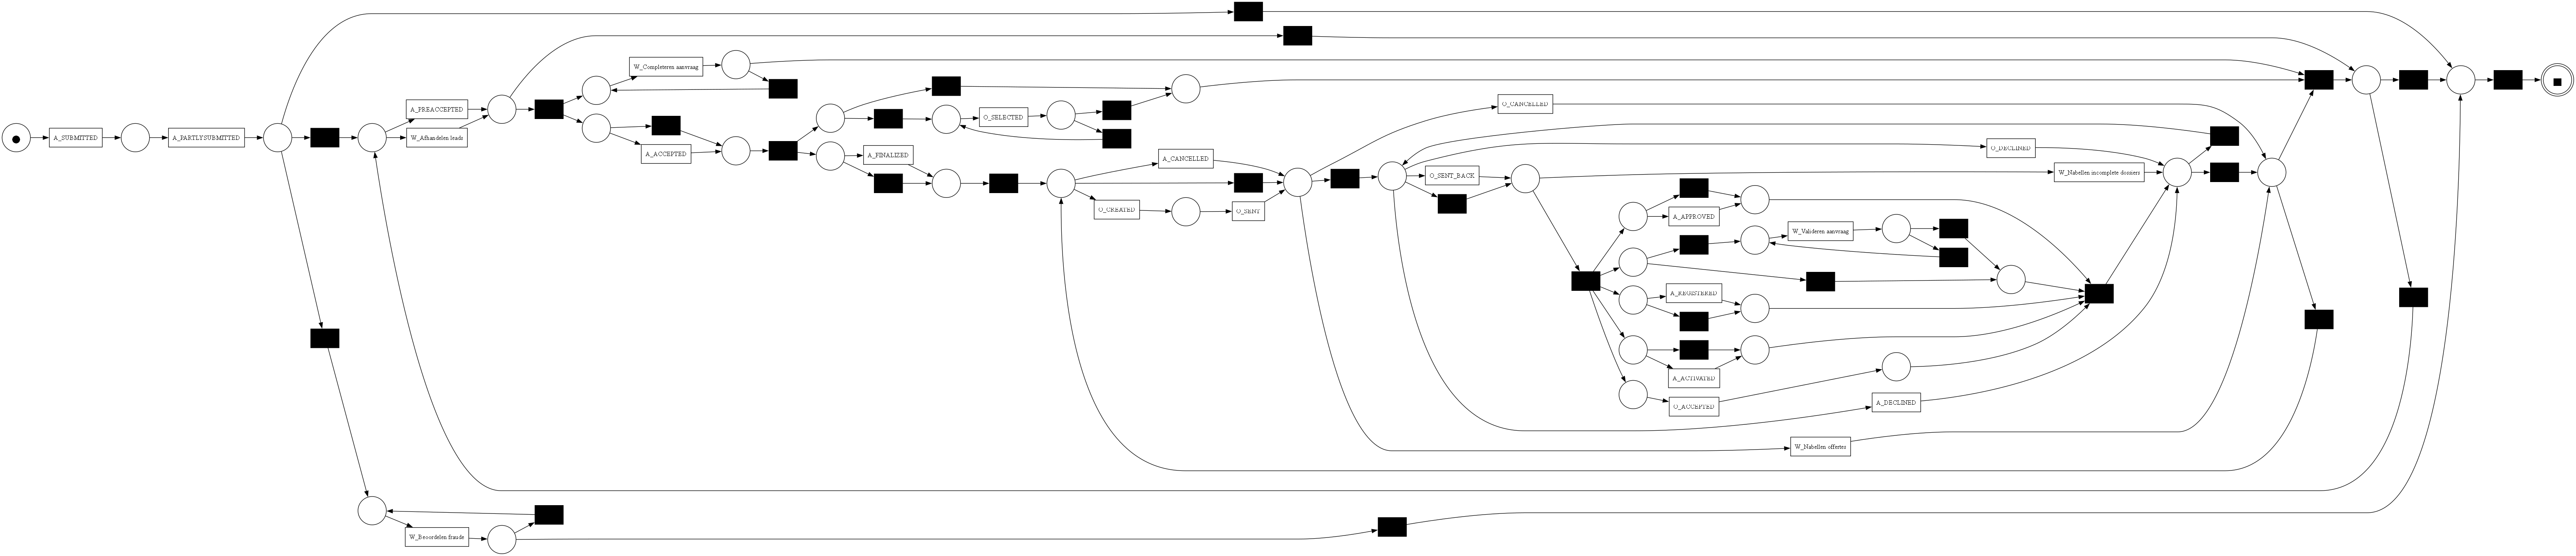 A_SUBMITTED
A_PARTLYSUBMITTED
A_PREACCEPTED
W_Afhandelen leads
W_Completeren aanvraag
A_ACCEPTED
O_SELECTED
A_FINALIZED
A_CANCELLED
O_CREATED
O_SENT
O_CANCELLED
O_SENT_BACK
O_DECLINED
W_Nabellen incomplete dossiers
A_APPROVED
W_Valideren aanvraag
A_REGISTERED
A_ACTIVATED
O_ACCEPTED
A_DECLINED
W_Nabellen offertes
W_Beoordelen fraude